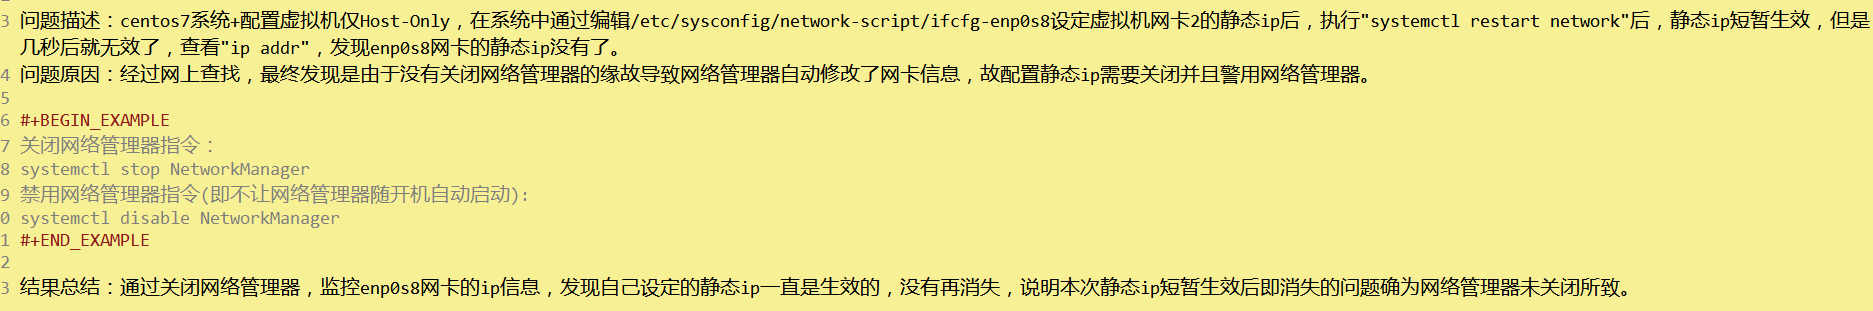 3 问题描述：centos7系统+配置虚拟机仅Host-Only，在系统中通过编辑/etc/sysconfig/network-script/ifcfg-enp0s8设定虚拟机网卡2的静态ip后，执行"systemctl restart network"后，静态ip短暂生效，但是
几秒后就无效了，查看"ip addr"，发现enp0s8网卡的静态ip没有了。
4 问题原因：经过网上查找，最终发现是由于没有关闭网络管理器的缘故导致网络管理器自动修改了网卡信息，故配置静态ip需要关闭并且警用网络管理器。
5
6 #+BEGIN_EXAMPLE
7 关闭网络管理器指令：
8 systemctl stop NetworkManager
9 禁用网络管理器指令(即不让网络管理器随开机自动启动):
0 systemctl disable NetworkManager
1 #+END_EXAMPLE
2
3 结果总结：通过关闭网络管理器，监控enp0s8网卡的ip信息，发现自己设定的静态ip一直是生效的，没有再消失，说明本次静态ip短暂生效后即消失的问题确为网络管理器未关闭所致。